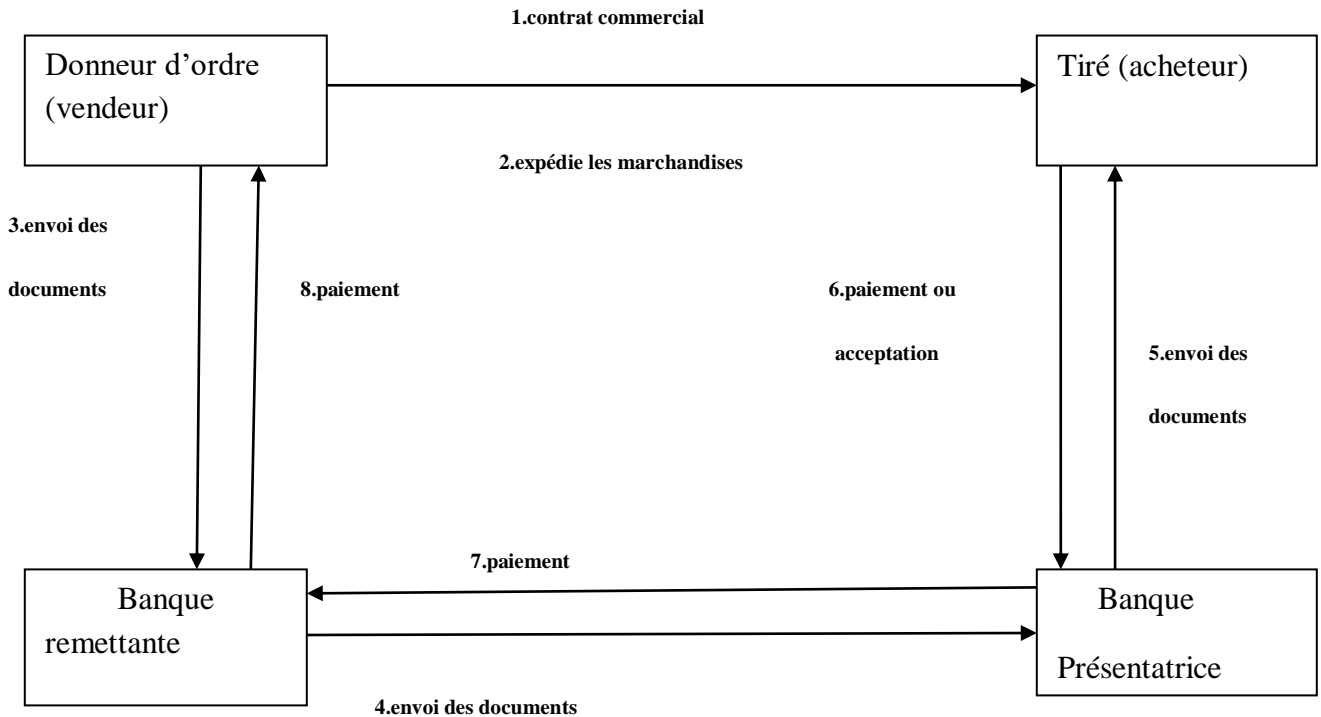 1.contrat commercial
Donneur d’ordre
(vendeur)
Tiré (acheteur)
2.expédie les marchandises
3.envoi des
documents
8.paiement
6.paiement ou
acceptation
5.envoi des
documents
7.paiement
Banque
remettante
Banque
Présentatrice
4.envoi des documents